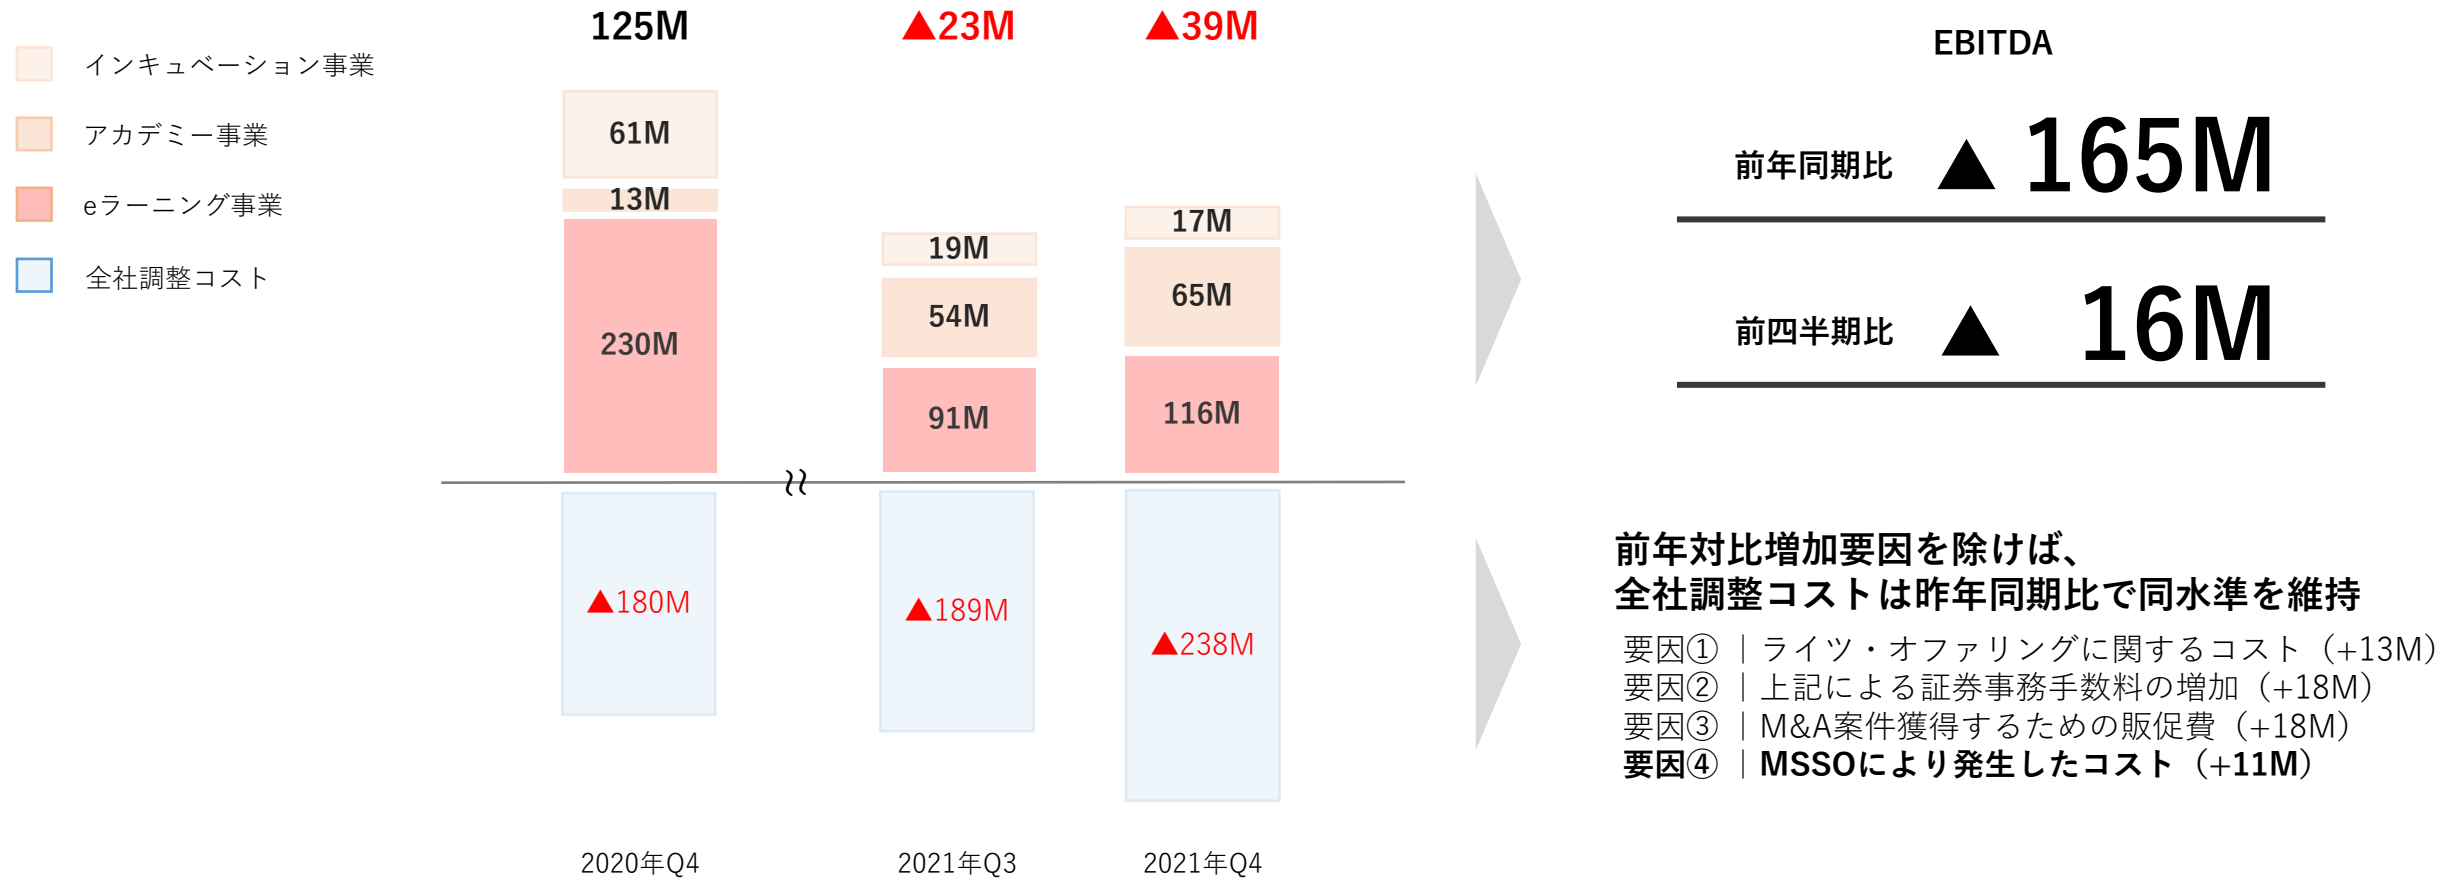 125M
▲23M
▲39M
インキュベーション事業
アカデミー事業
eラーニング事業
全社調整コスト
61M
13M
230M
19M
54M
91M
17M
65M
116M
▲180M
▲189M
▲238M
2020年Q4
2021年Q3
2021年Q4
EBITDA
前年同期比 ▲ 165M
前四半期比 ▲ 16M
前年対比増加要因を除けば、
全社調整コストは昨年同期比で同水準を維持
要因①｜ライツ・オファリングに関するコスト（+13M）
要因②｜上記による証券事務手数料の増加（+18M）
要因③｜M&A案件獲得するための販促費（+18M）
要因④｜MSSOにより発生したコスト（+11M）